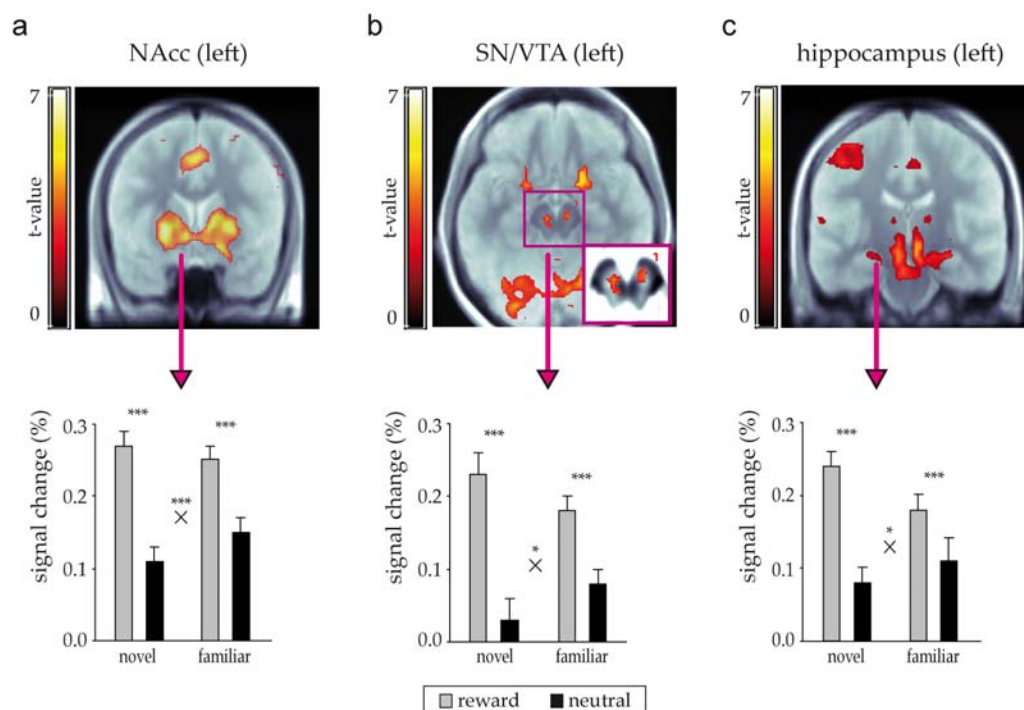 a
NAcc (left)
7
t-value
0
0.3 *** ***
0.2 ***
×
0.1
0.0
signal change (%)
novel familiar
b
SN/VTA (left)
7
t-value
0
0.3 *** ***
0.2
0.1 *
×
0.0
signal change (%)
novel familiar
c
hippocampus (left)
7
t-value
0
0.3 *** ***
0.2
*
×
0.1
0.0
signal change (%)
novel familiar
reward neutral